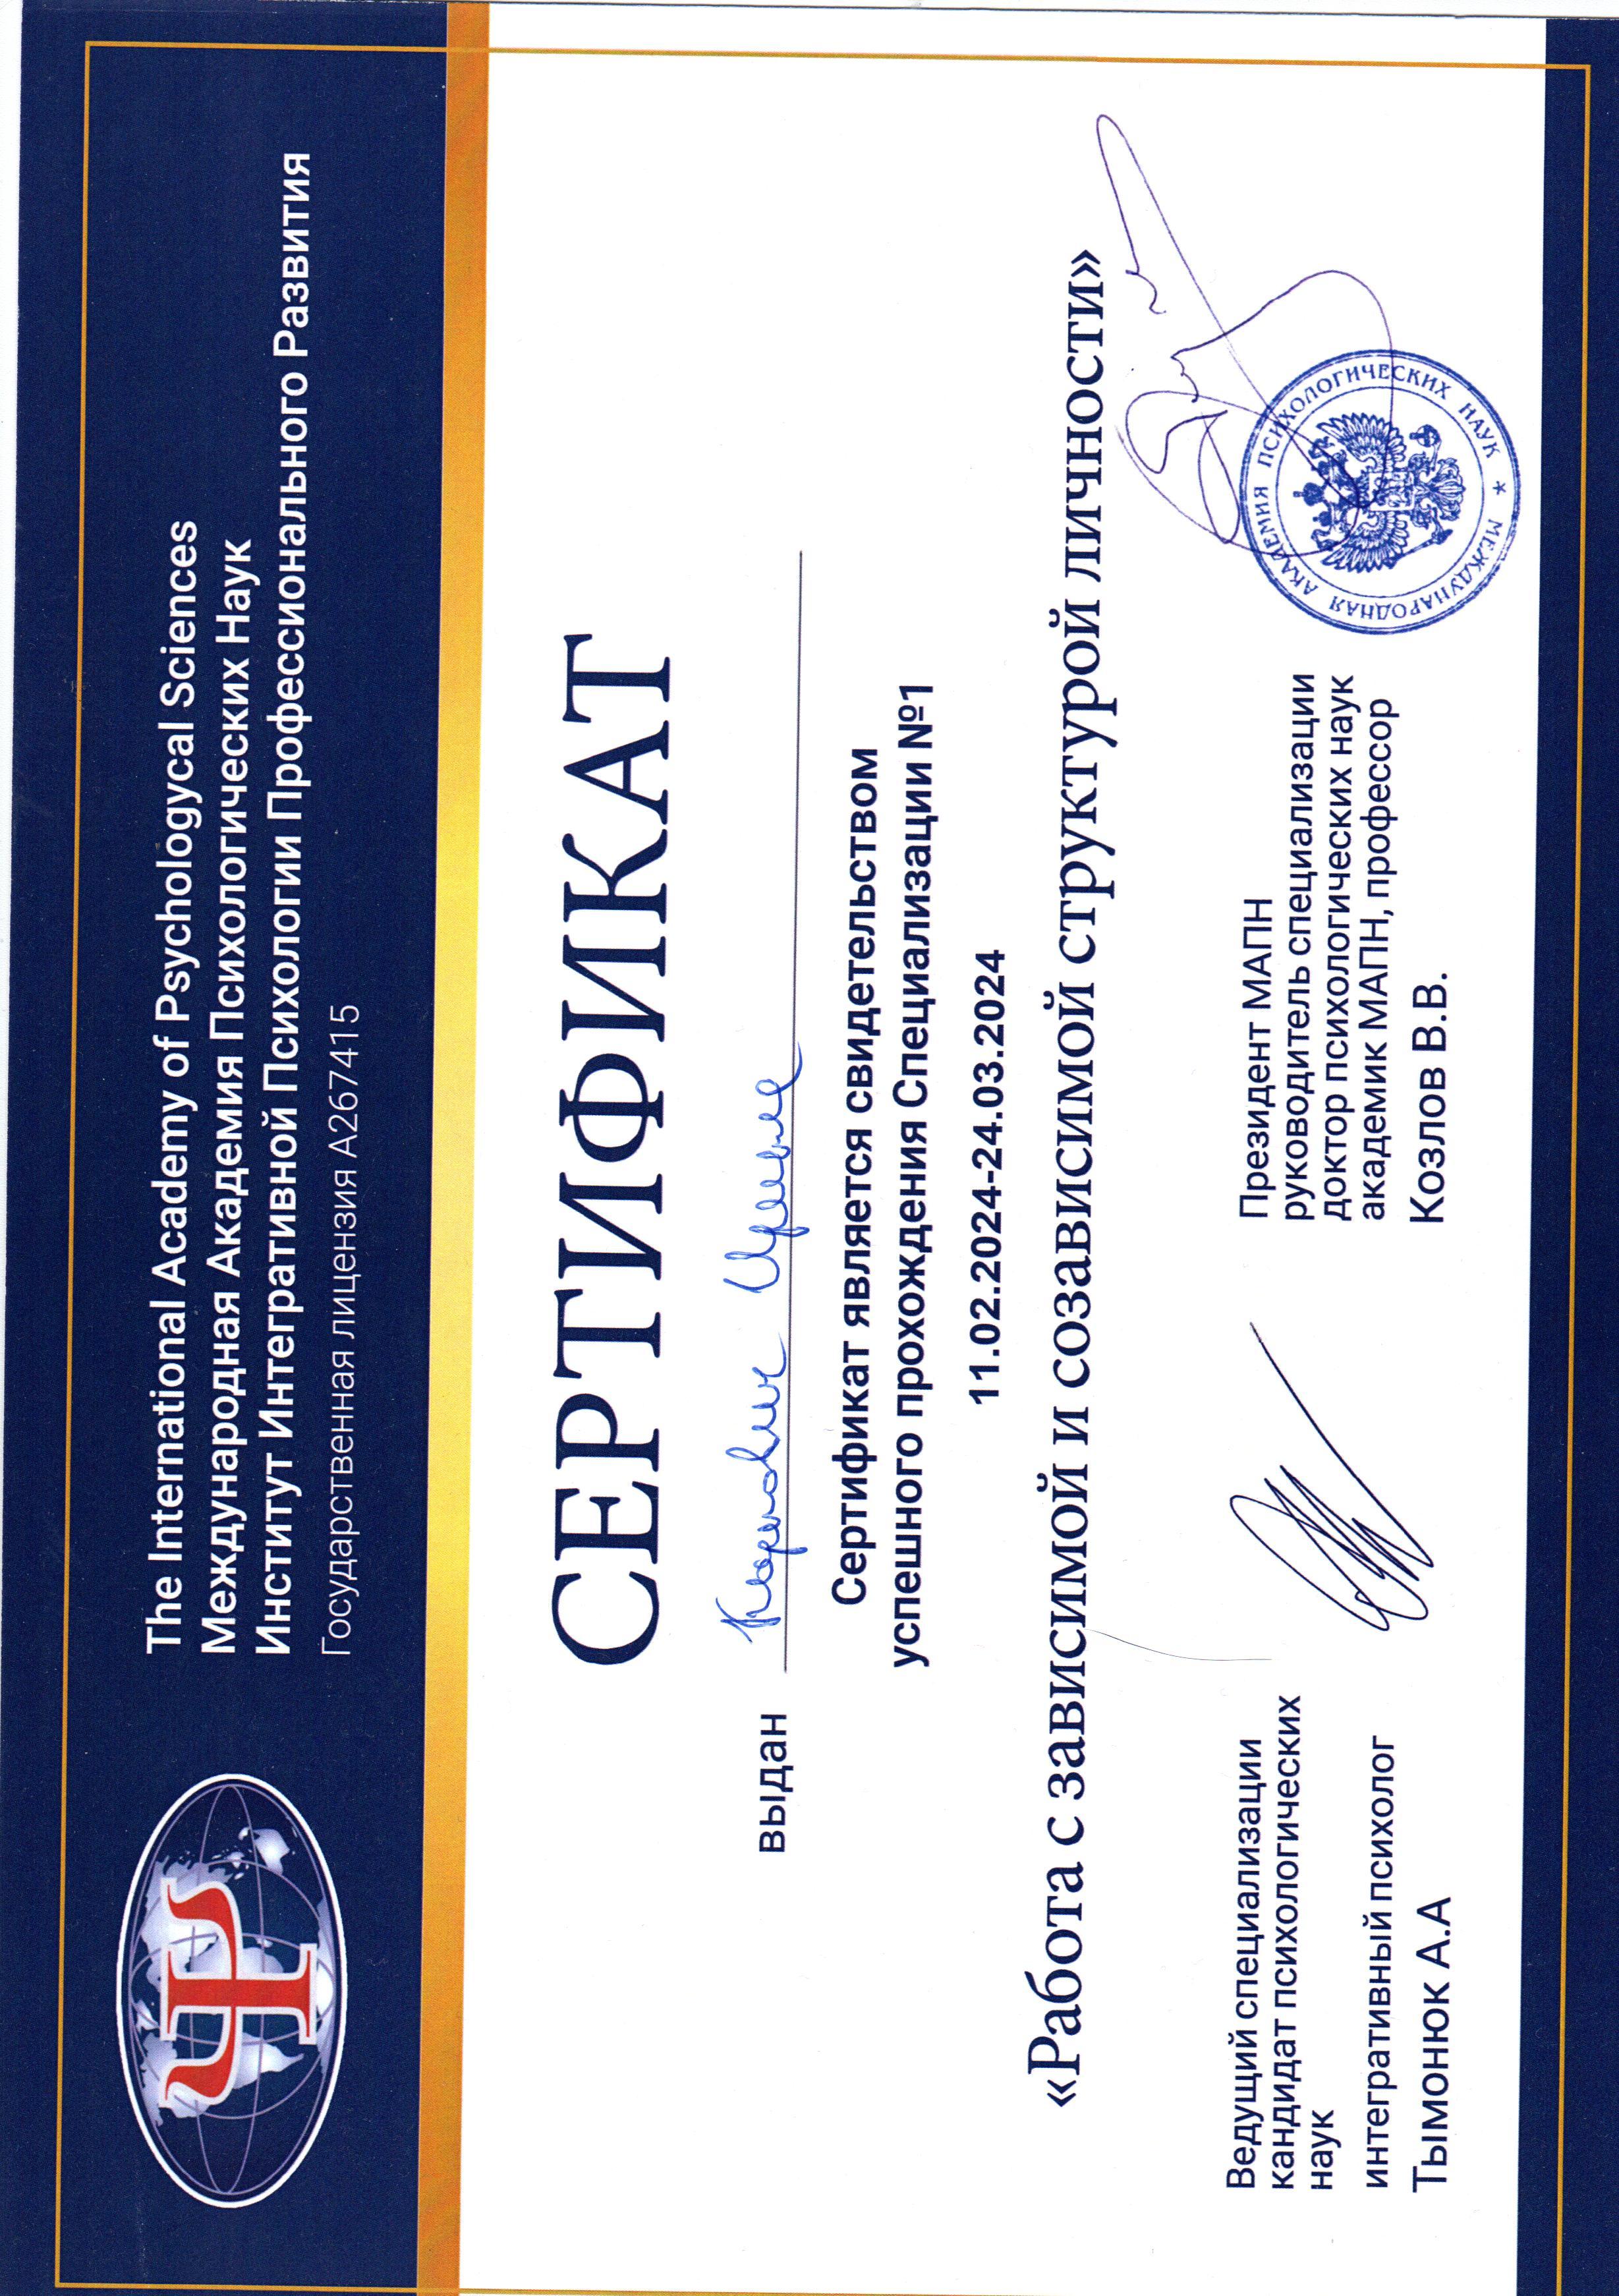 The International Academy of Psychologycal Sciences
Международная Академия Психологических Наук
Институт Интегративной Психологии Профессионального Развития
Государственная лицензия А267415
СЕРТИФИКАТ
выдан
Сертификат является свидетельством
успешного прохождения Специализации №1
11.02.2024-24.03.2024
«Работа с зависимой и созависимой структурой личности»
Ведущий специализации
кандидат психологических
наук
интегративный психолог
Тымонюк А.А
Президент МАПН
руководитель специализации
доктор психологических наук
академик МАПН, профессор
Козлов В.В.
МЕЖДУНАРОДНАЯ АКАДЕМИЯ ПСИХОЛОГИЧЕСКИХ НАУК